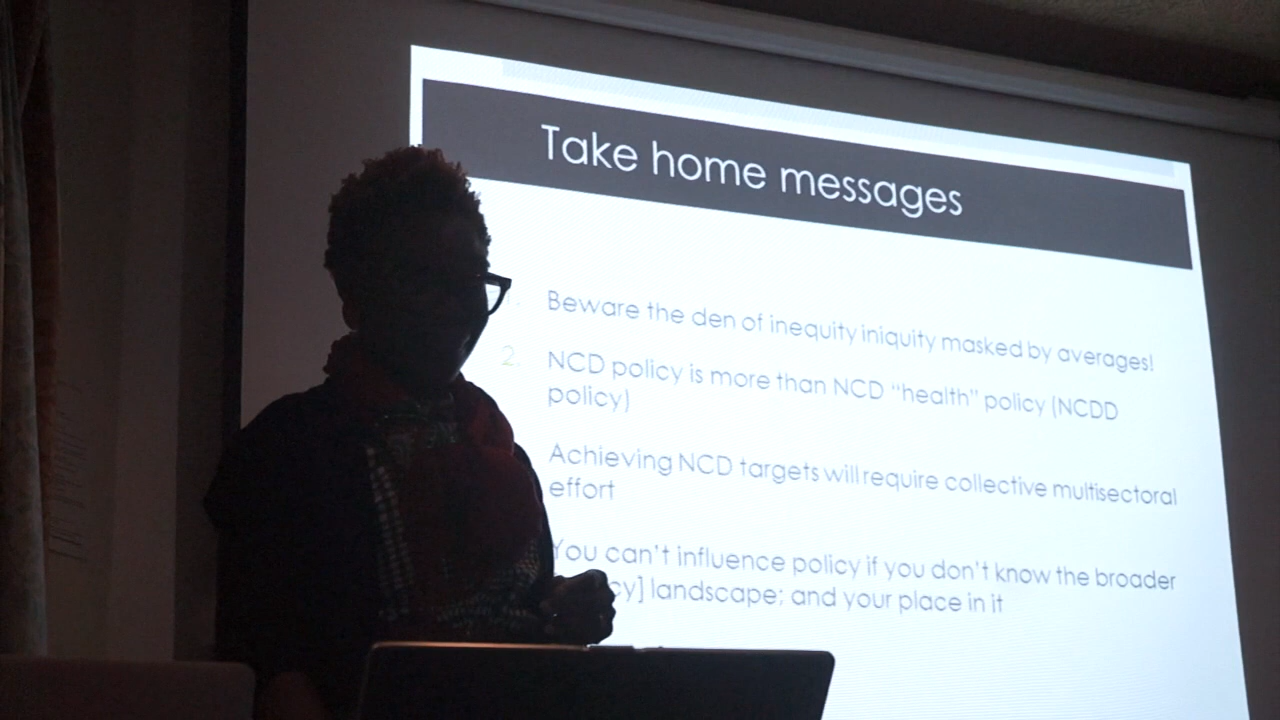 Take home messages
Beware the den of inequity iniquity masked by averages!
2. NCD policy is more than NCD "health" policy (NCDD
policy)
Achieving NCD targets will require collective multisectoral
effort
You can't influence policy if you don't know the broader
cy] landscape; and your place in it